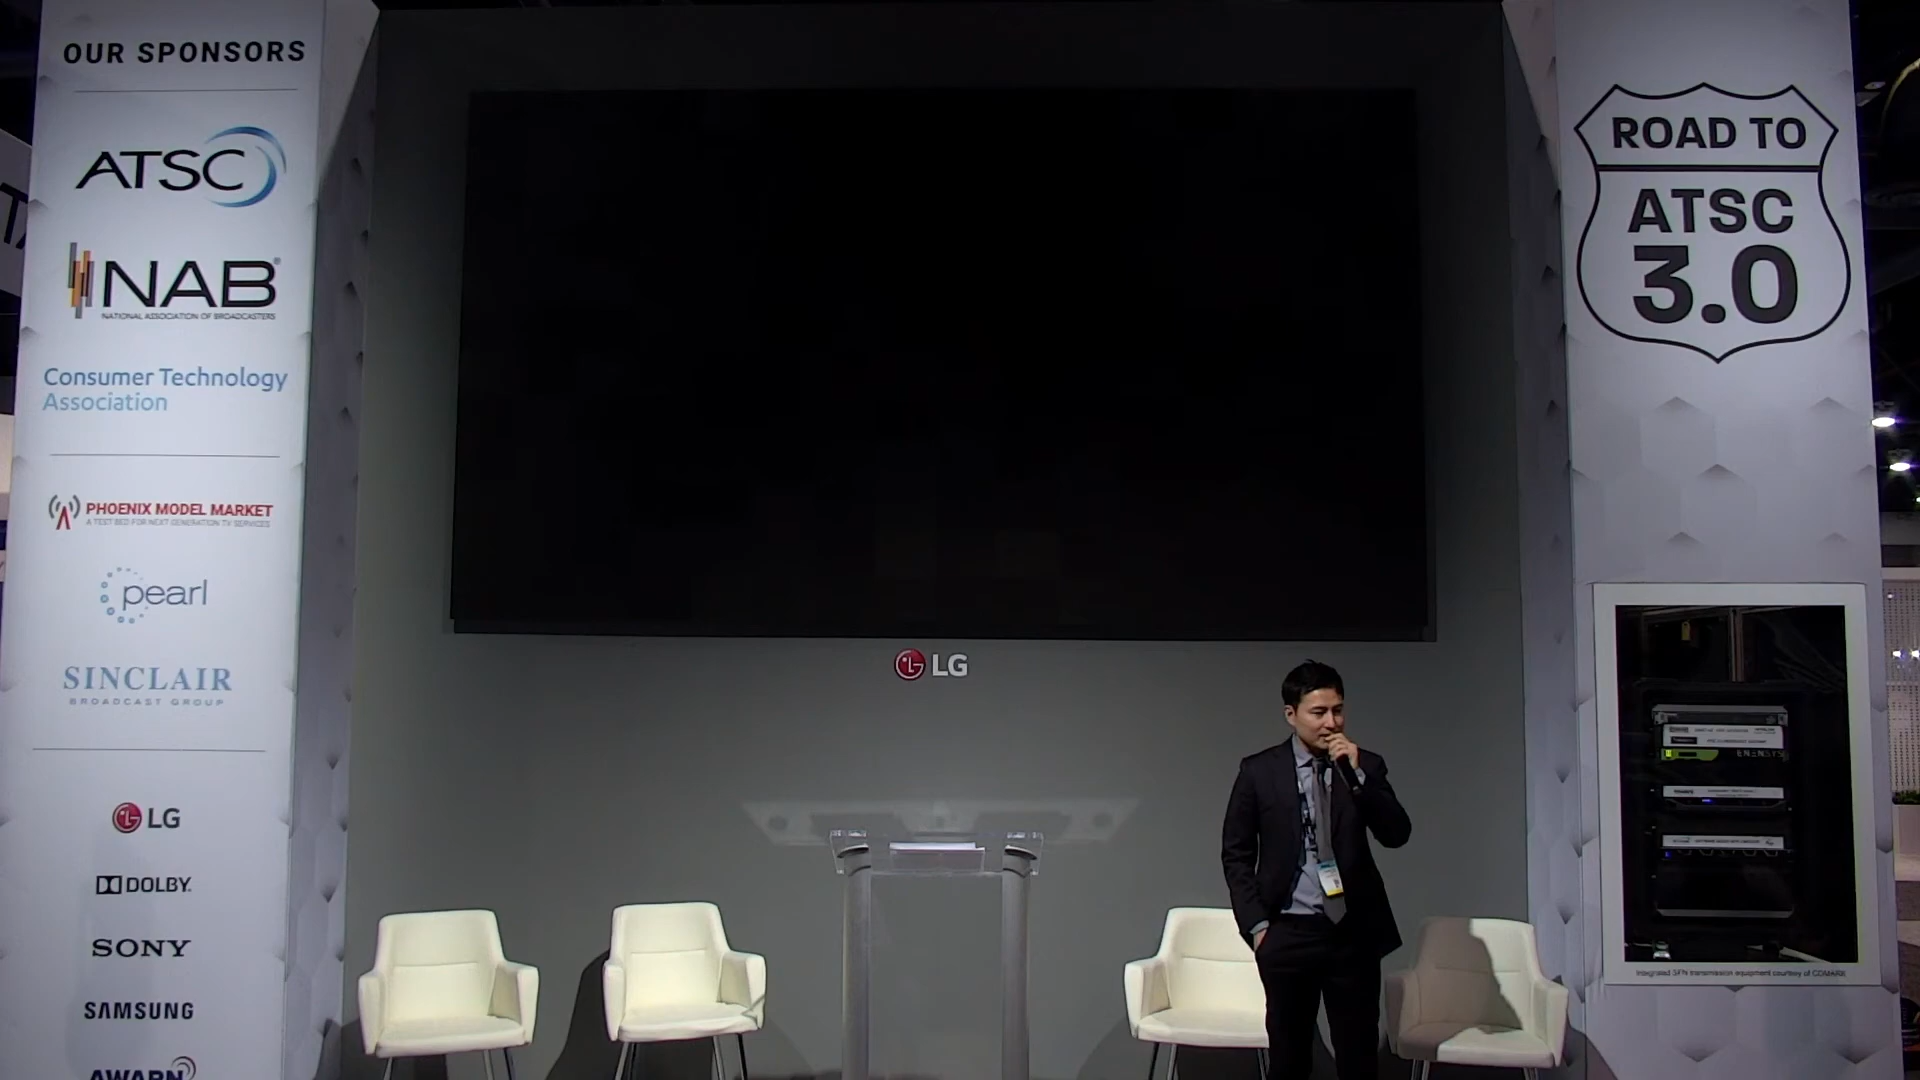 OUR SPONSORS
ATSC
NAB
NATIONAL ASSOCIATION OF BROADCASTERS
Consumer Technology
Association
PHOENIX MODEL MARKET
A TEST BED FOR NEXT GENERATION TV SERVICES
pearl
SINCLAIR
BROADCAST GROUP
LG
DOLBY
SONY
SAMSUNG
AWARN
LG
ROAD TO
ATSC
3.0
ENENSYS
Integrated SFN transmission equipment courtesy of COMARK